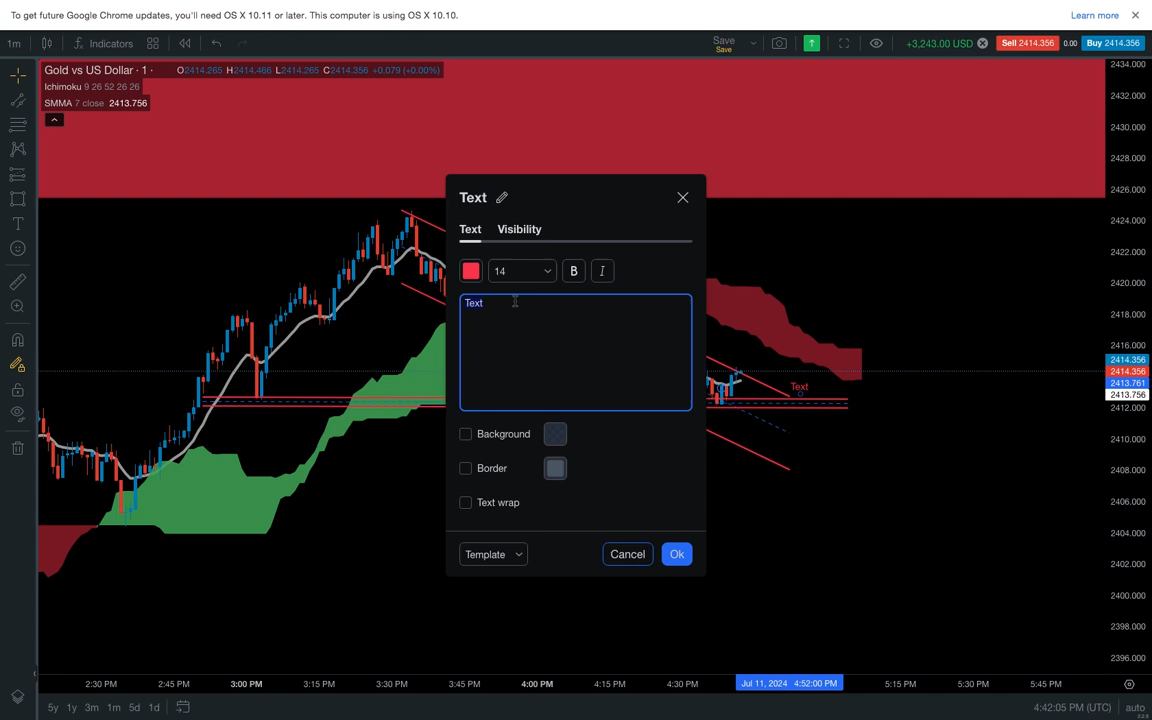 To get future Google Chrome updates, you'll need OS X 10.11 or later. This computer is using OS X 10.10.
Learn more
1m
Indicators
Save
Save
+3,243.00 USD
Sell 2414.356
0.00
Buy 2414.356
Gold vs US Dollar · 1 ·
O2414.265 H2414.466 L2414.265 C2414.356 +0.079 (+0.00%)
Ichimoku 9 26 52 26 26
SMMA 7 close 2413.756
Text
Text Visibility
14
B
I
Text
Background
Border
Text wrap
Template
Cancel
Ok
Text
2434.000
2432.000
2430.000
2428.000
2426.000
2424.000
2422.000
2420.000
2418.000
2416.000
2414.356
2414.356
2413.761
2413.756
2412.000
2410.000
2408.000
2406.000
2404.000
2402.000
2400.000
2398.000
2396.000
2:30 PM
2:45 PM
3:00 PM
3:15 PM
3:30 PM
3:45 PM
4:00 PM
4:15 PM
4:30 PM
Jul 11, 2024 4:52:00 PM
5:15 PM
5:30 PM
5:45 PM
5y 1y 3m 1m 5d 1d
4:42:05 PM (UTC)
auto